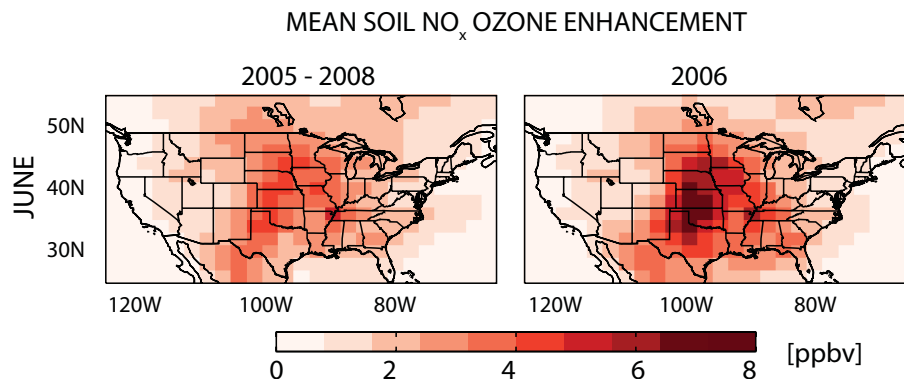 MEAN SOIL NOx OZONE ENHANCEMENT
2005 - 2008
2006
JUNE
50N
40N
30N
120W 100W 80W 120W 100W 80W
0 2 4 6 8 [ppbv]